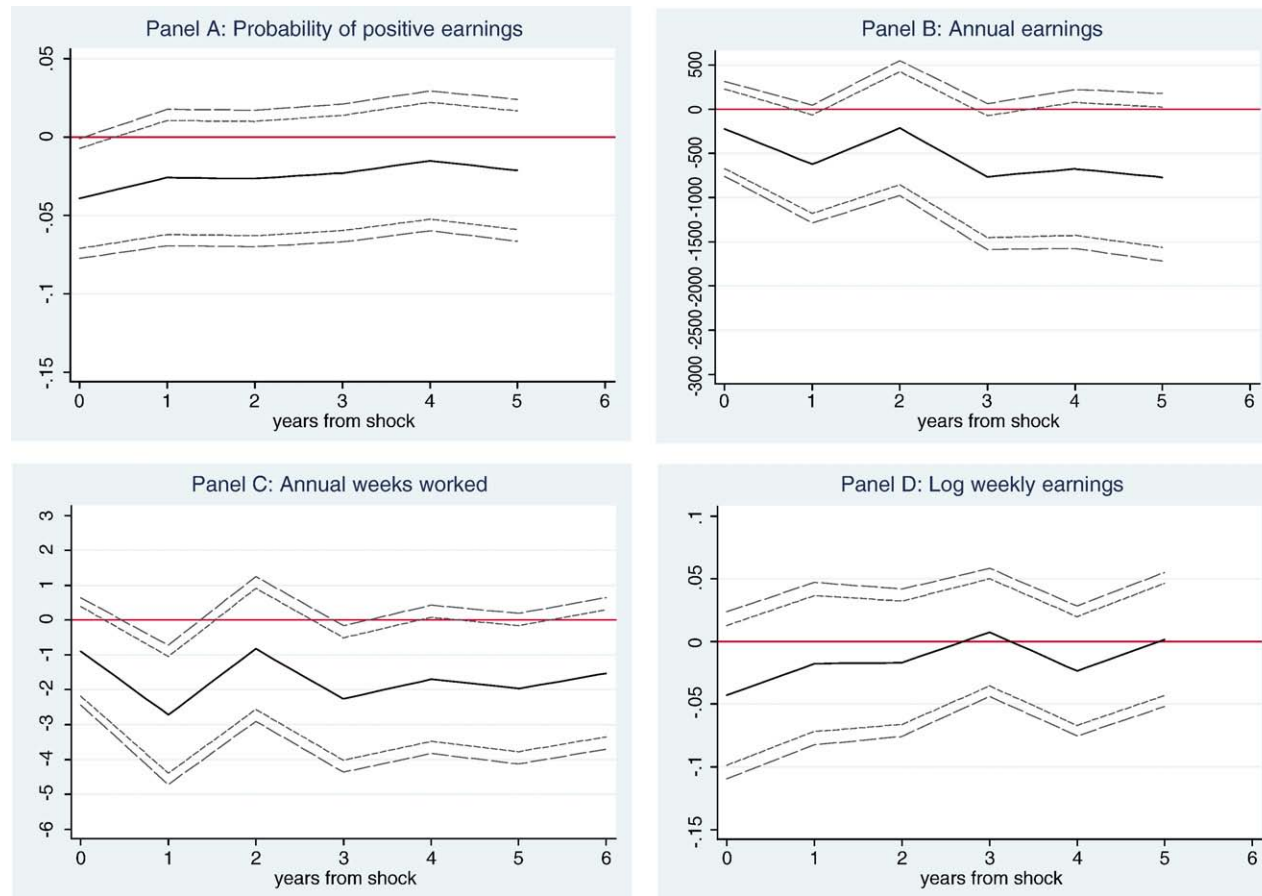 Panel A: Probability of positive earnings
.05
0
-.05
-.1
-.15
0 1 2 3 4 5 6
years from shock
Panel B: Annual earnings
500
0
-500
-1000
-1500
-2000
-2500
-3000
0 1 2 3 4 5 6
years from shock
Panel C: Annual weeks worked
3
2
1
0
-1
-2
-3
-4
-5
-6
0 1 2 3 4 5 6
years from shock
Panel D: Log weekly earnings
.1
.05
0
-.05
-.1
-.15
0 1 2 3 4 5 6
years from shock